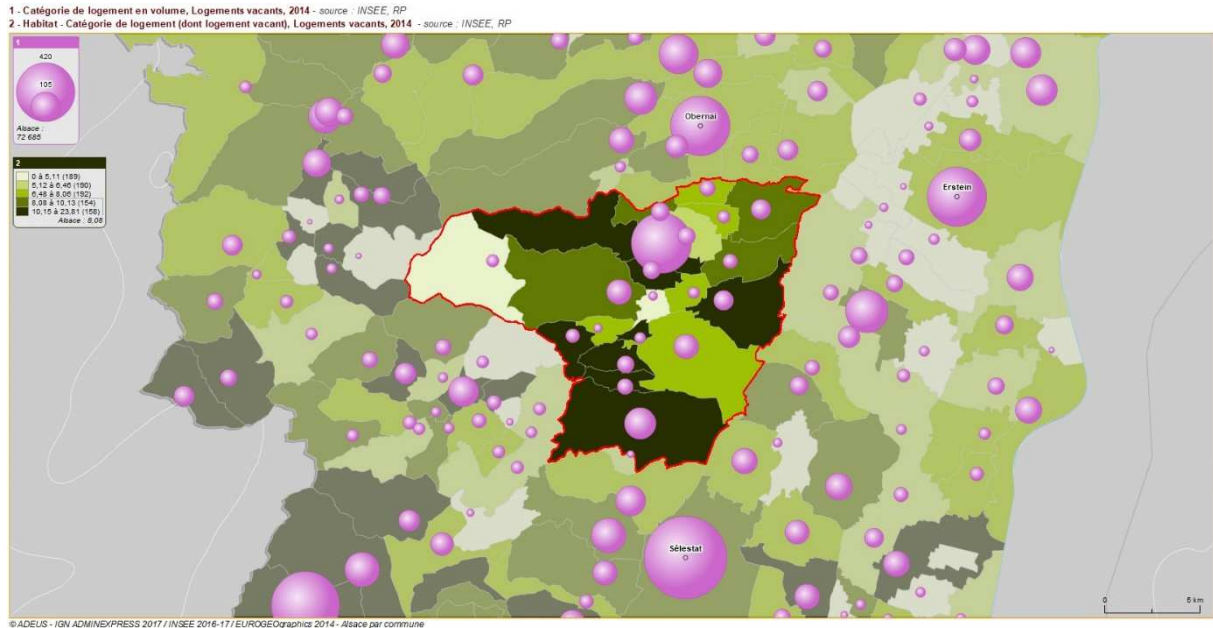 1 - Catégorie de logement en volume, Logements vacants, 2014 - source : INSEE, RP
2 - Habitat - Catégorie de logement (dont logement vacant), Logements vacants, 2014 - source : INSEE, RP
1
420
105
Alsace :
72 685
2
0 à 5,11 (189)
5,12 à 6,46 (190)
6,48 à 8,06 (192)
8,08 à 10,13 (154)
10,15 à 23,81 (158)
Alsace : 8,06
Obernai
Erstein
Sélestat
0 5 km
© ADEUS - IGN ADMINEXPRESS 2017 / INSEE 2016-17 / EUROGEOgraphics 2014 - Alsace par commune